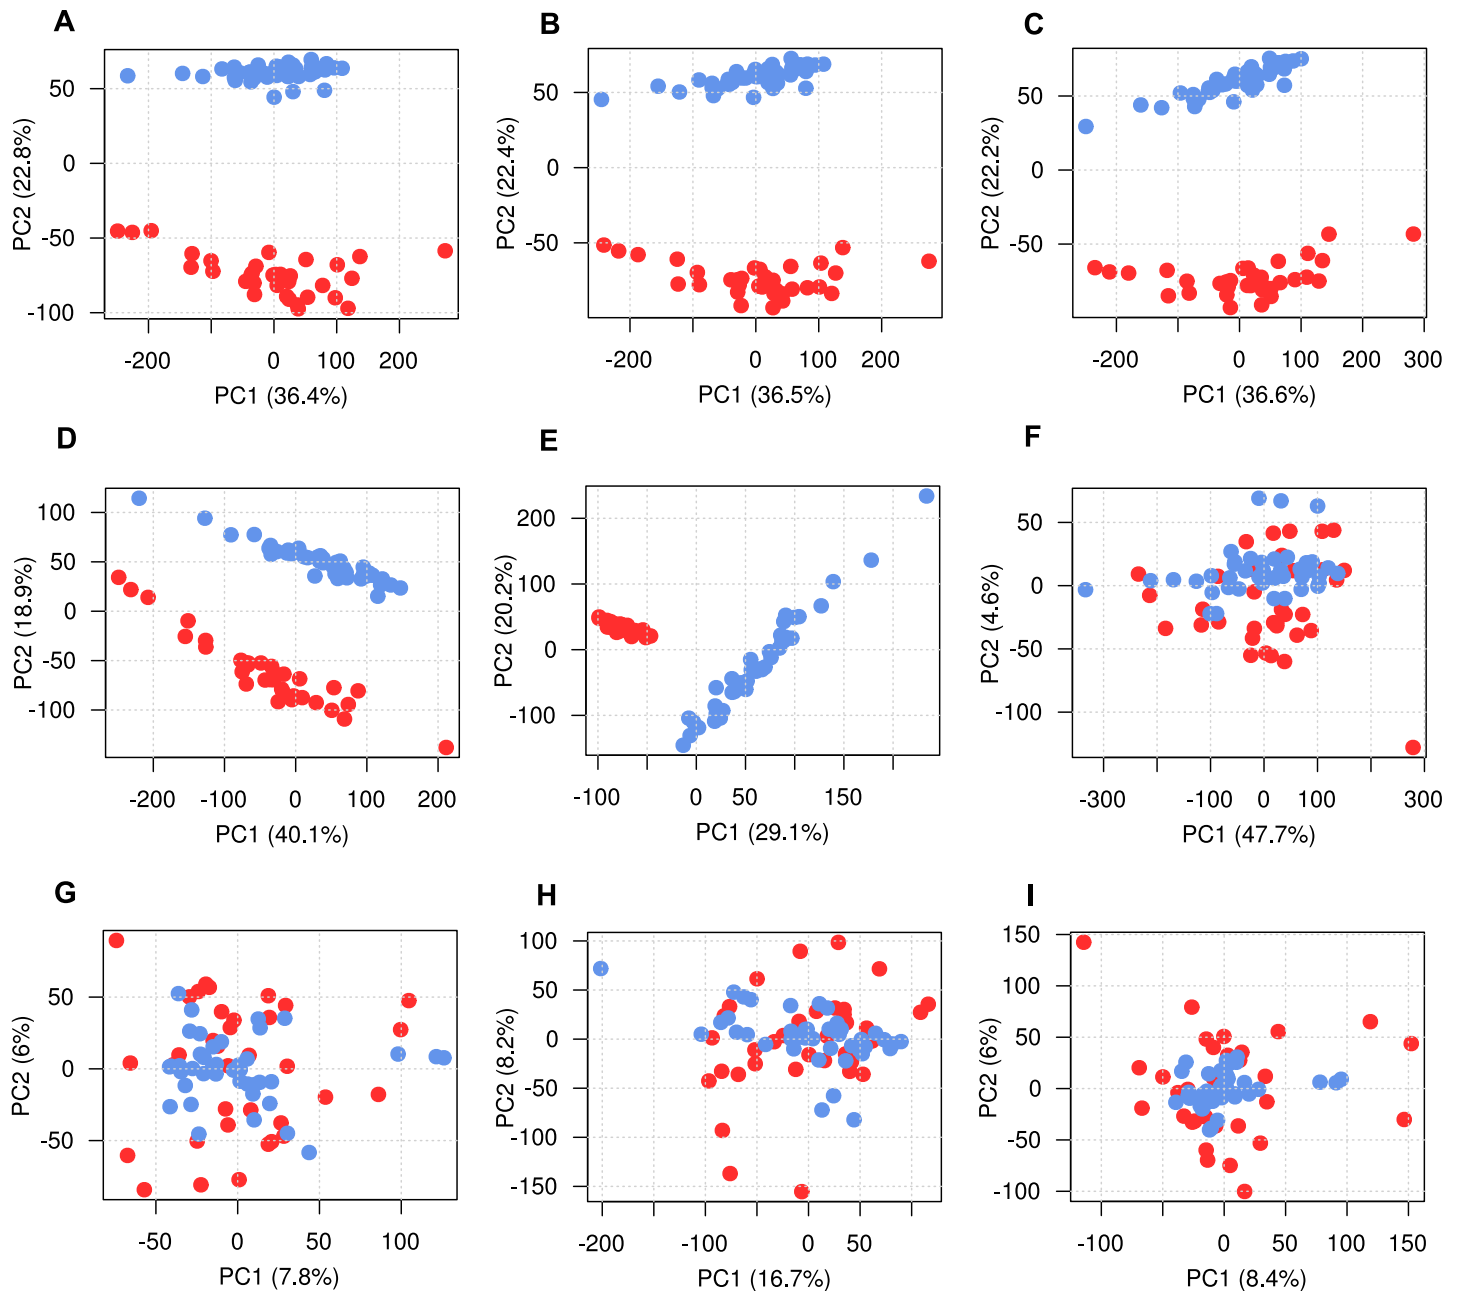 A
B
C
50
0
-50
-100
PC2 (22.8%)
-200
0
100
200
PC1 (36.4%)
50
0
-50
PC2 (22.4%)
-200
0
100
200
PC1 (36.5%)
50
0
-50
PC2 (22.2%)
-200
0
100
200
300
PC1 (36.6%)
D
E
F
100
50
0
-50
-100
PC2 (18.9%)
-200
-100
0
100
200
PC1 (40.1%)
200
100
0
-100
PC2 (20.2%)
-100
0
50
150
PC1 (29.1%)
50
0
-50
-100
PC2 (4.6%)
-300
-100
0
100
300
PC1 (47.7%)
G
H
I
50
0
-50
PC2 (6%)
-50
0
50
100
PC1 (7.8%)
100
50
0
-50
-100
-150
PC2 (8.2%)
-200
-100
0
50
PC1 (16.7%)
150
100
50
0
-50
-100
PC2 (6%)
-100
0
50
100
150
PC1 (8.4%)